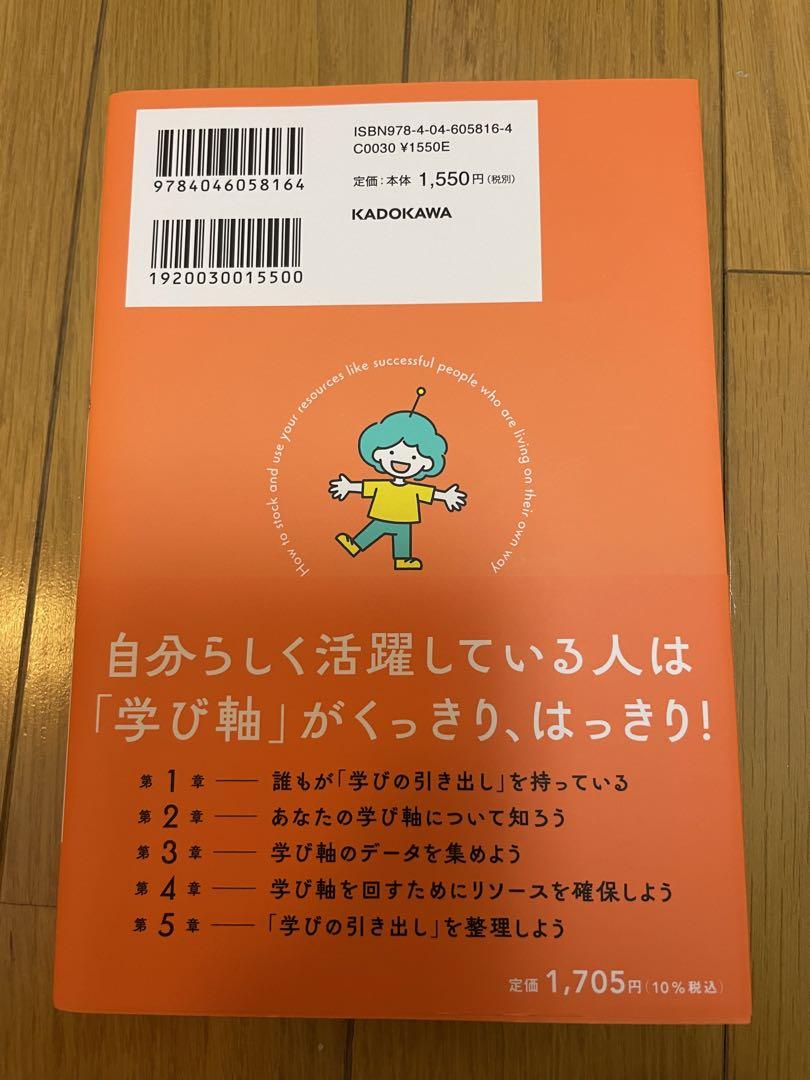 ISBN978-4-04-605816-4
C0030 ¥1550E
9784046058164
定価：本体 1,550円（税別）
KADOKAWA
1920030015500
How to stock and use your resources like successful people who are living on their own way
自分らしく活躍している人は
「学び軸」がくっきり、はっきり！
第1章 —— 誰もが「学びの引き出し」を持っている
第2章 —— あなたの学び軸について知ろう
第3章 —— 学び軸のデータを集めよう
第4章 —— 学び軸を回すためにリソースを確保しよう
第5章 —— 「学びの引き出し」を整理しよう
定価 1,705円（10％税込）